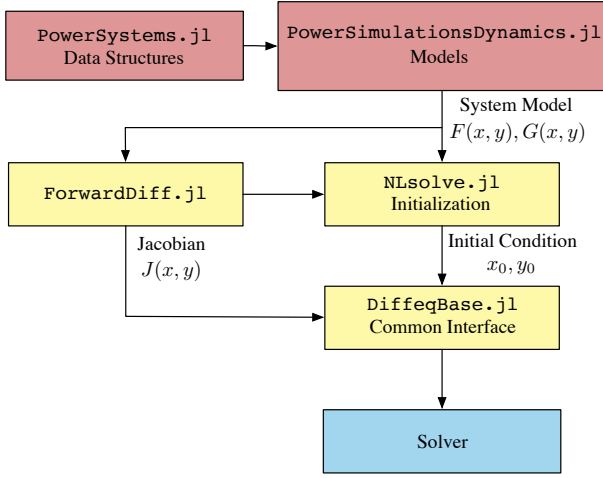 PowerSystems.jl
Data Structures
PowerSimulationsDynamics.jl
Models
System Model
F(x, y), G(x, y)
ForwardDiff.jl
NLsolve.jl
Initialization
Jacobian
J(x, y)
Initial Condition
x₀, y₀
DiffeqBase.jl
Common Interface
Solver